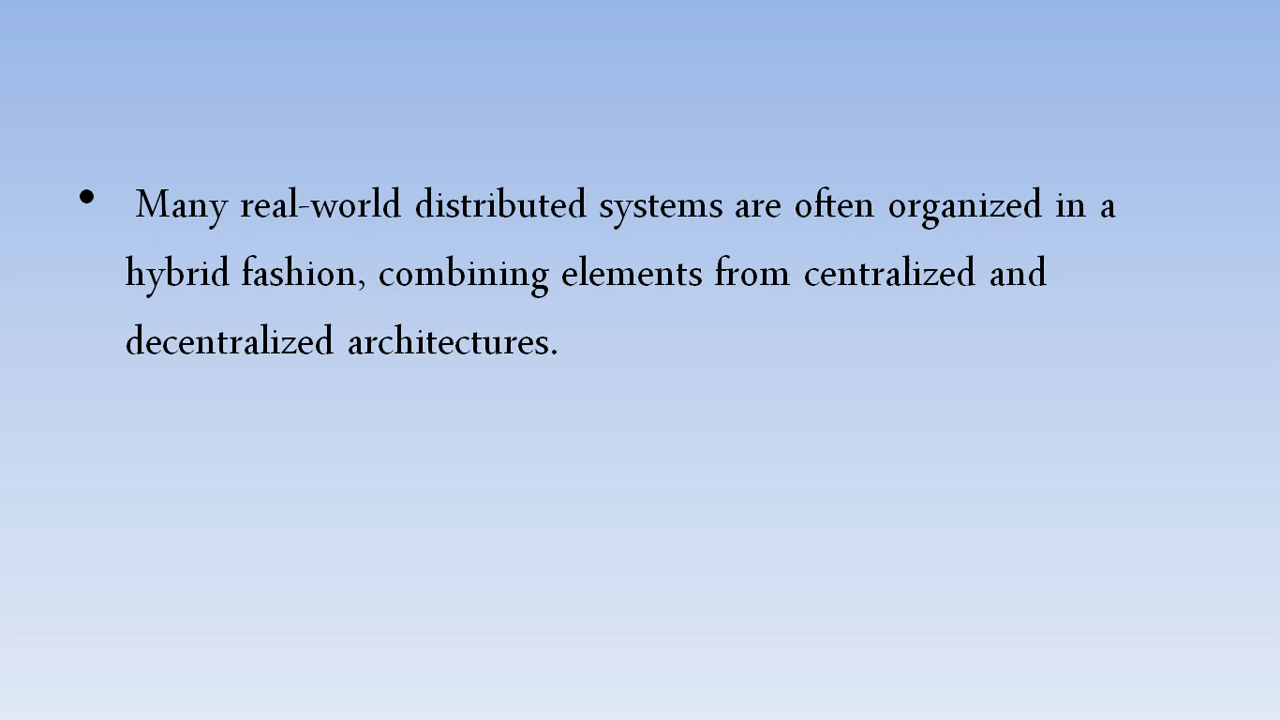 • Many real-world distributed systems are often organized in a
hybrid fashion, combining elements from centralized and
decentralized architectures.